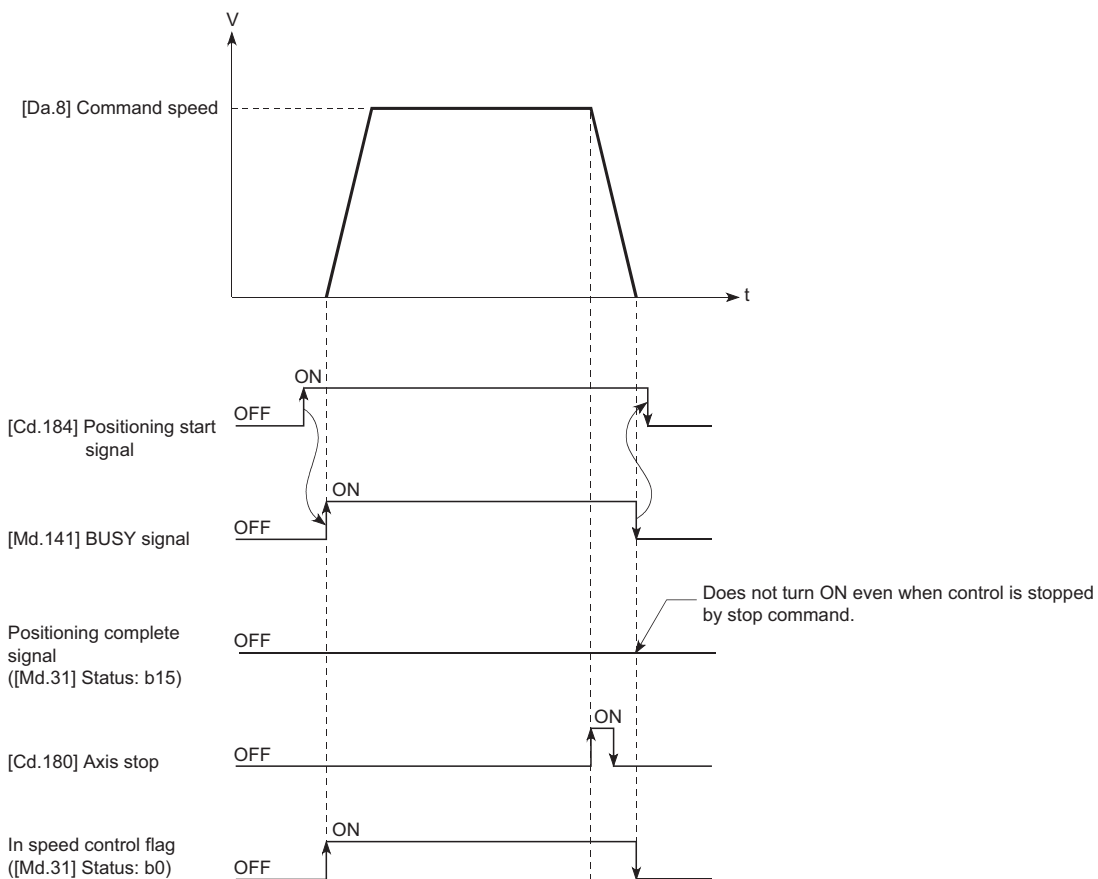 V
[Da.8] Command speed
t
ON
OFF
[Cd.184] Positioning start
signal
ON
OFF
[Md.141] BUSY signal
Does not turn ON even when control is stopped
by stop command.
Positioning complete
signal
([Md.31] Status: b15)
OFF
ON
OFF
[Cd.180] Axis stop
ON
In speed control flag
([Md.31] Status: b0)
OFF